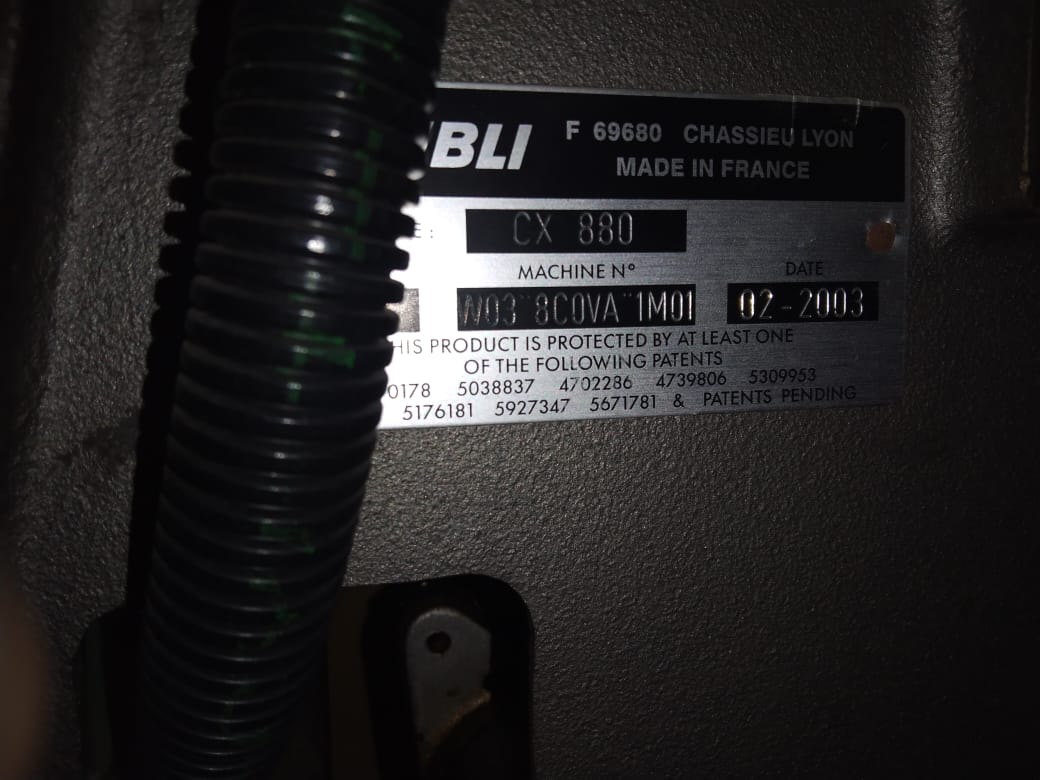 BLI F 69680 CHASSIEU LYON
MADE IN FRANCE
E: CX 880
MACHINE N° DATE
W03 8C0VA 1M01 02-2003
HIS PRODUCT IS PROTECTED BY AT LEAST ONE
OF THE FOLLOWING PATENTS
0178 5038837 4702286 4739806 5309953
5176181 5927347 5671781 & PATENTS PENDING